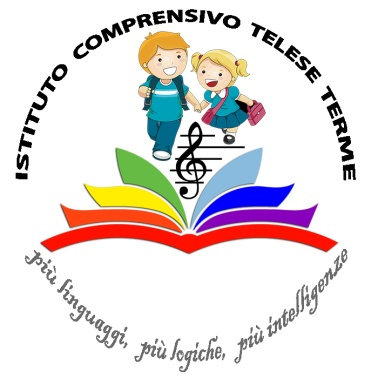 ISTITUTO COMPRENSIVO TELESE TERME
più linguaggi, più logiche, più intelligenze